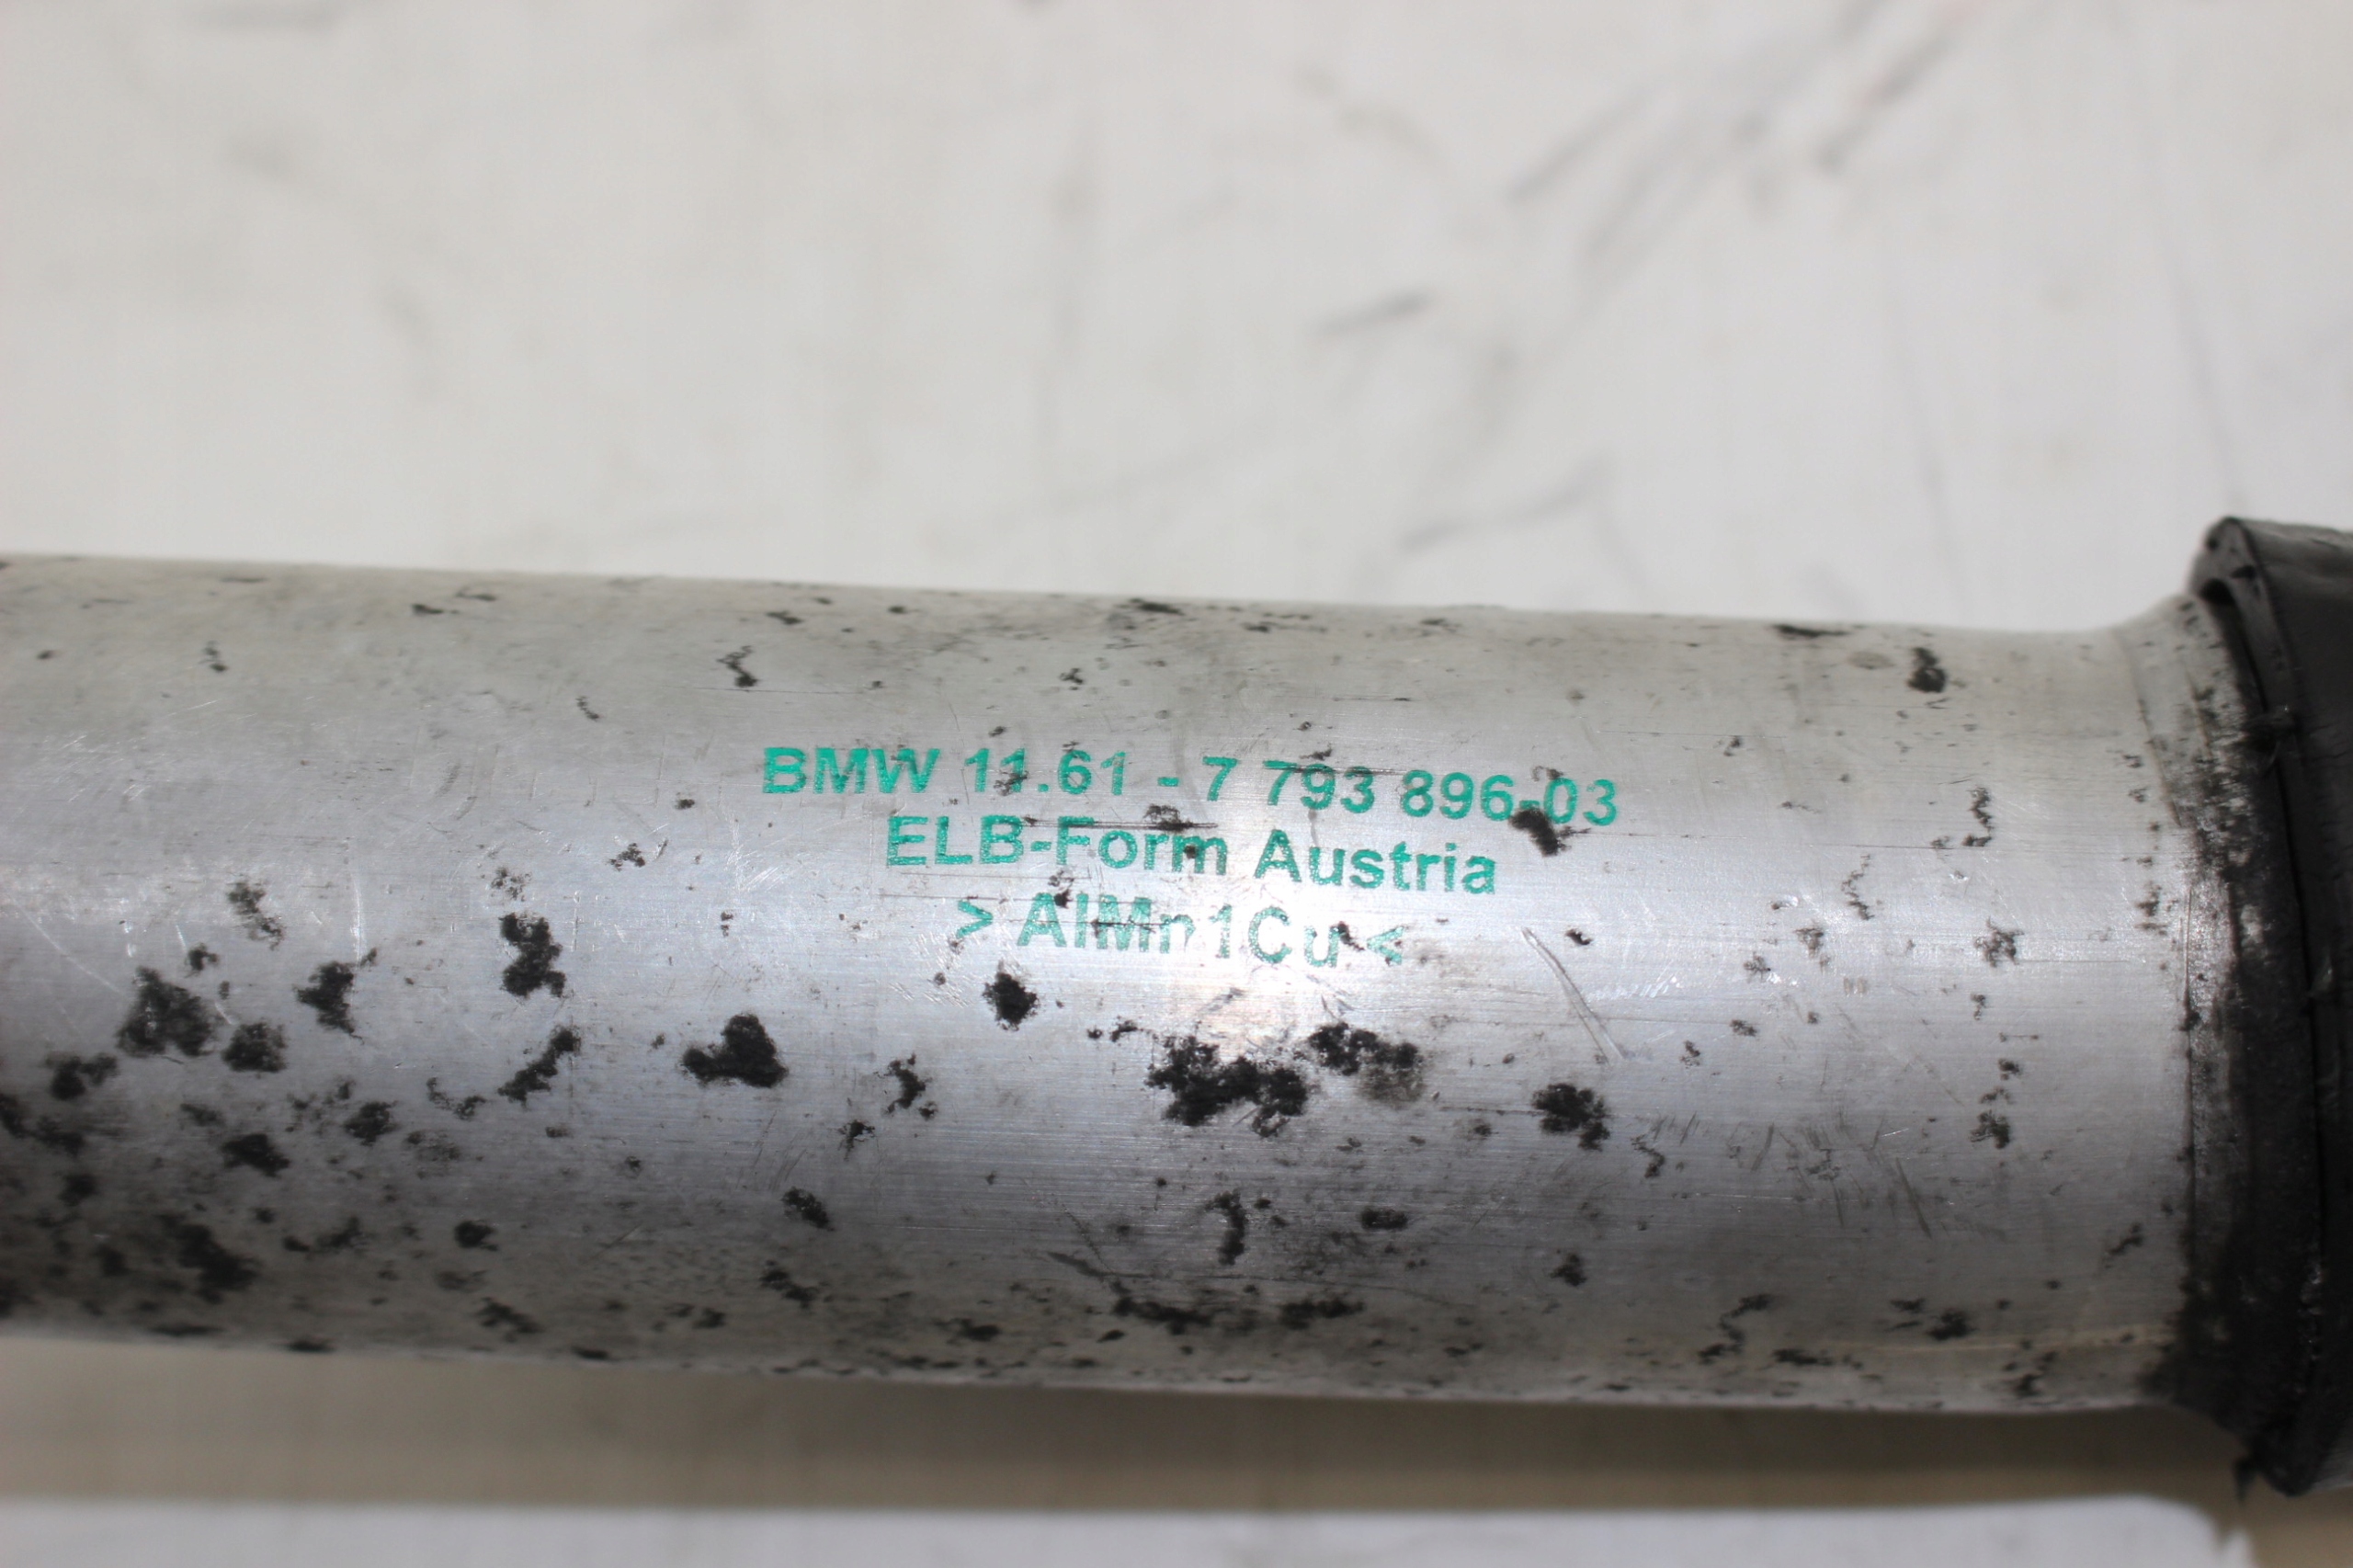 BMW 11.61 - 7 793 896-03
ELB-Form Austria
> AlMn1Cu <